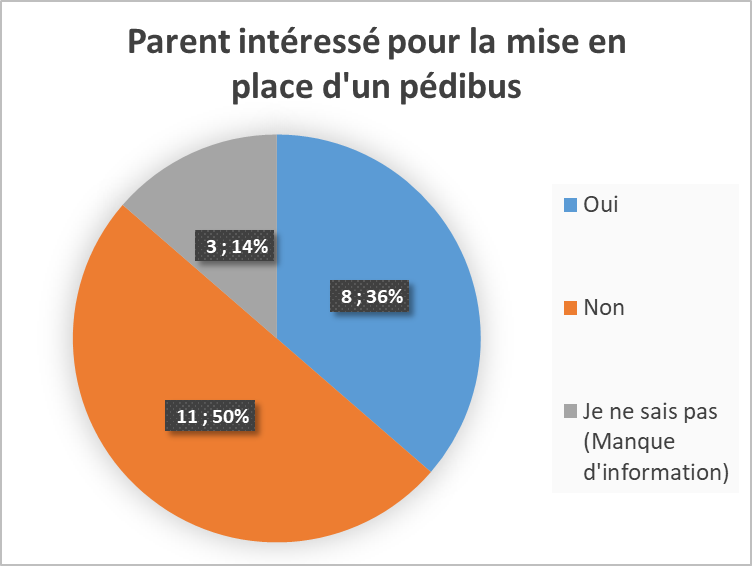 Parent intéressé pour la mise en
place d'un pédibus
3 ; 14%
8 ; 36%
11 ; 50%
Oui
Non
Je ne sais pas
(Manque
d'information)